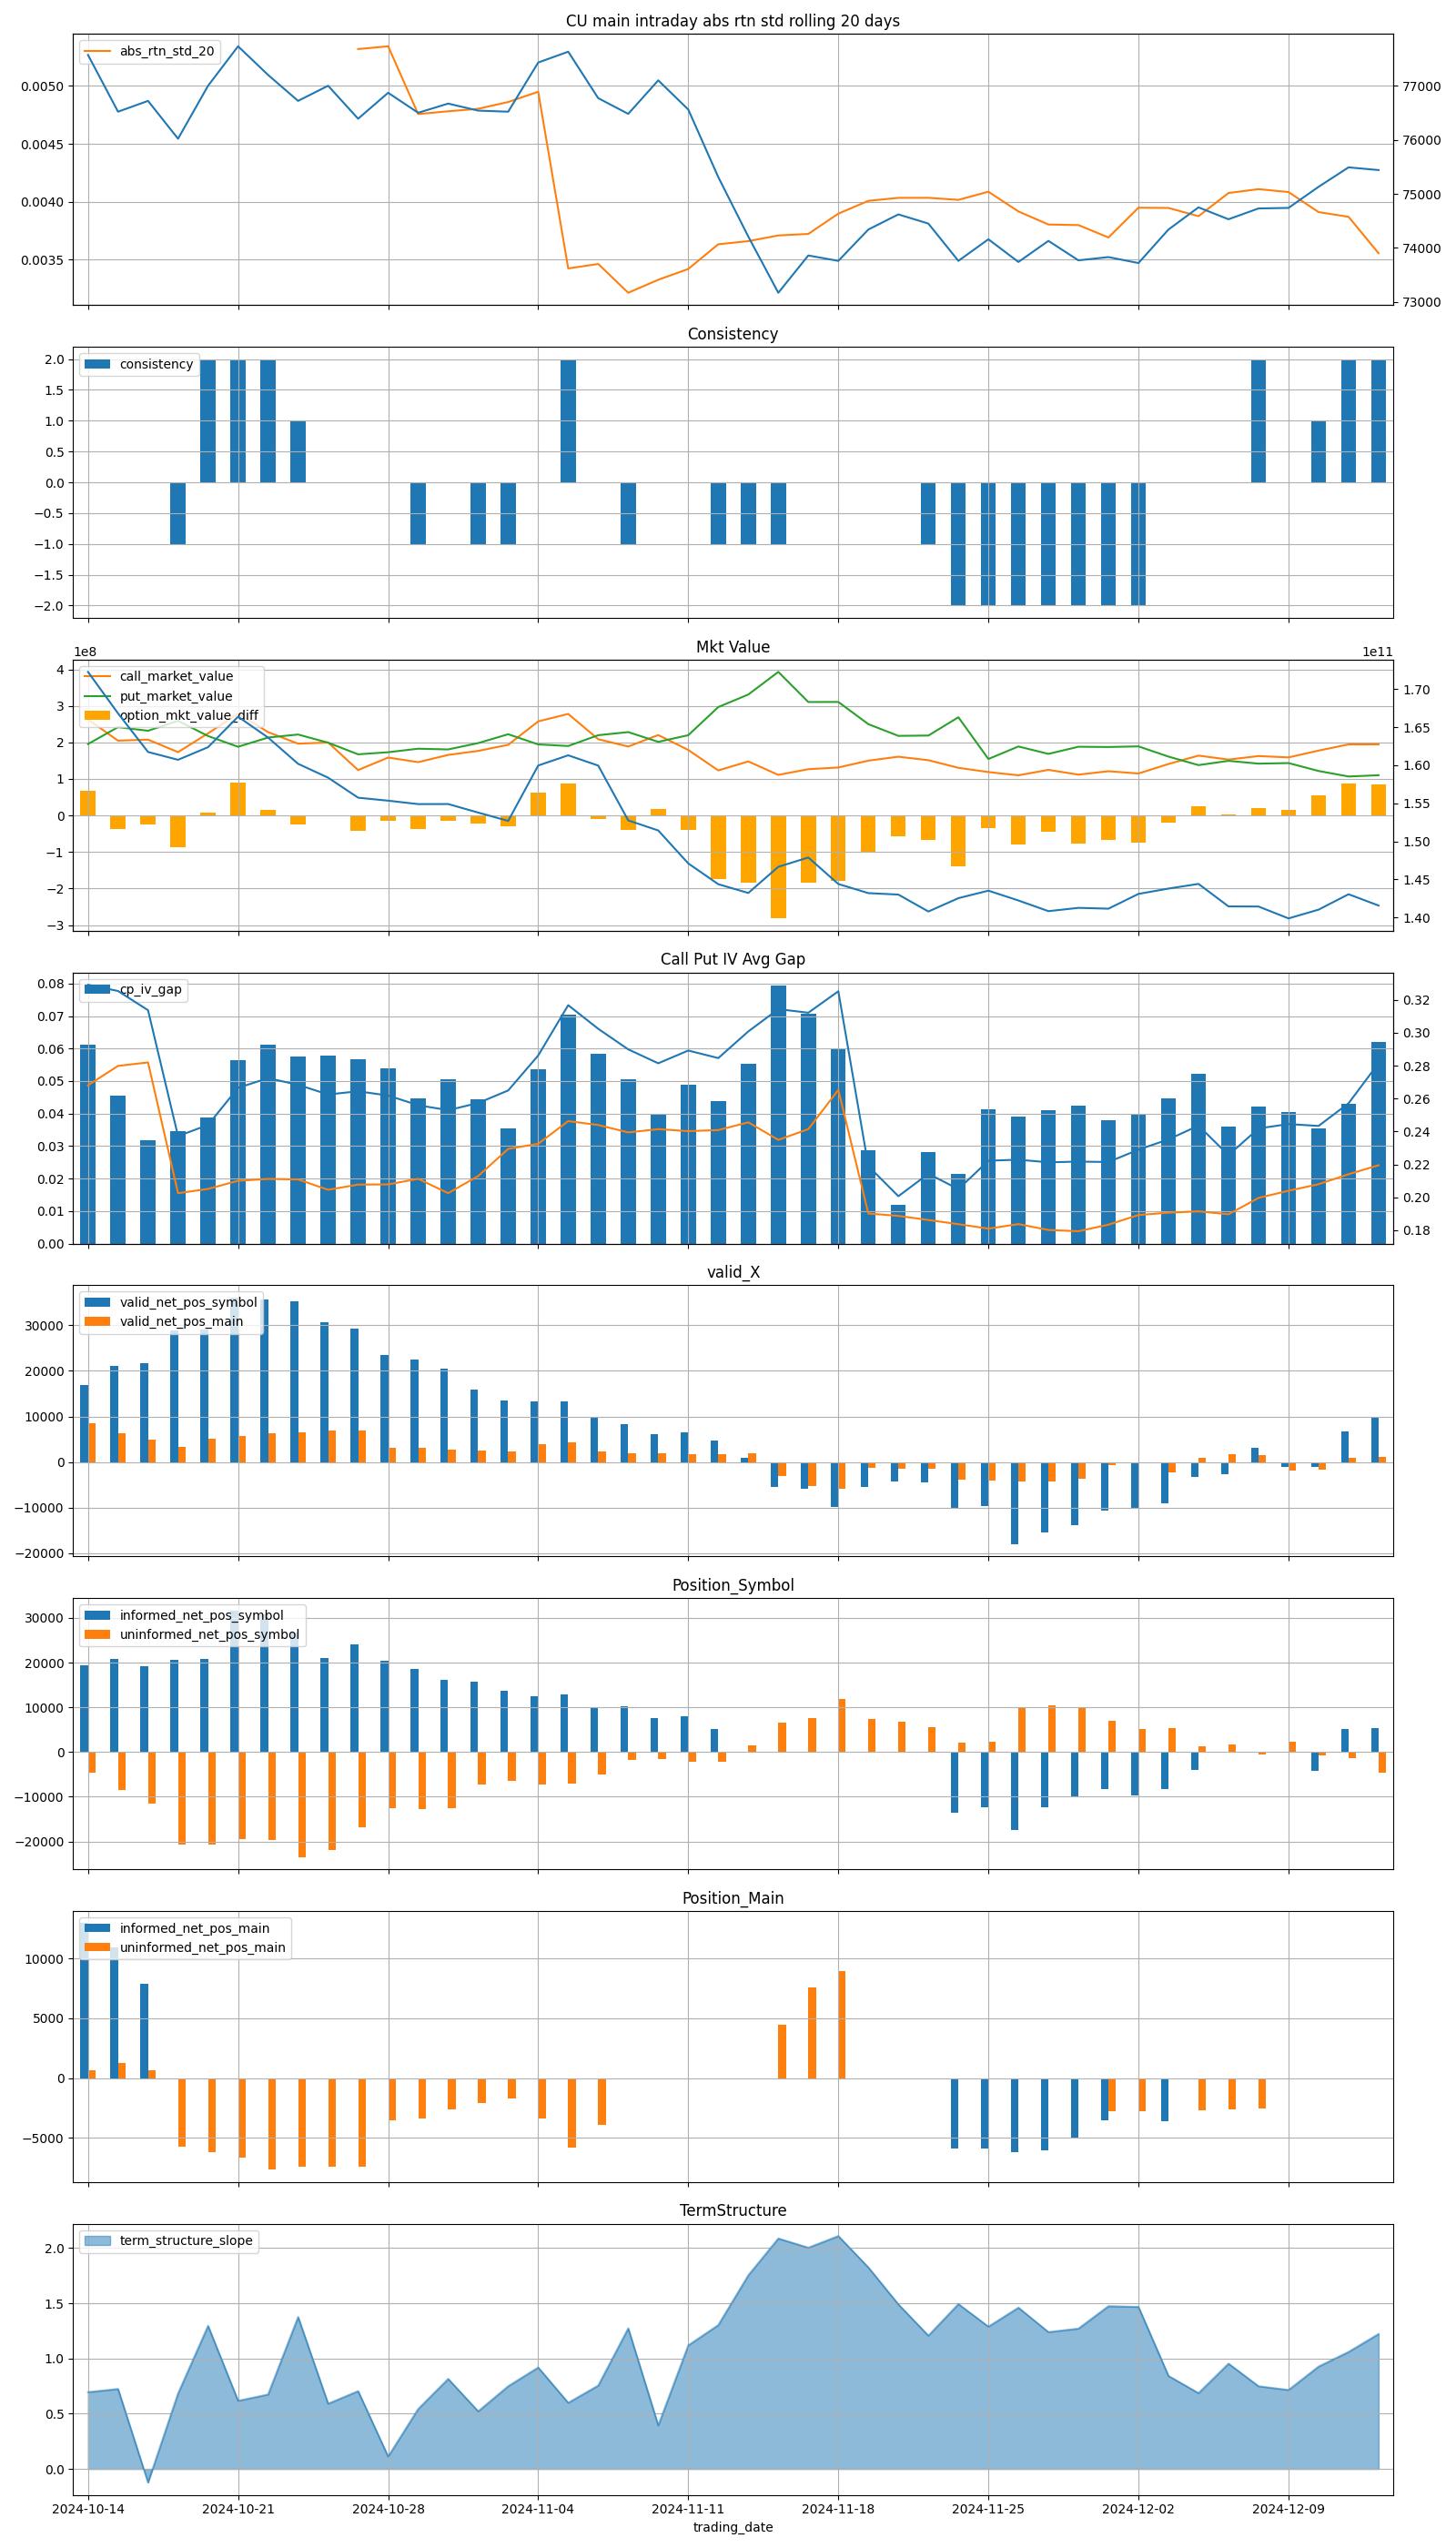 CU main intraday abs rtn std rolling 20 days
abs_rtn_std_20
0.0050
0.0045
0.0040
0.0035
77000
76000
75000
74000
73000
Consistency
consistency
2.0
1.5
1.0
0.5
0.0
−0.5
−1.0
−1.5
−2.0
Mkt Value
1e8
1e11
call_market_value
put_market_value
option_mkt_value_diff
4
3
2
1
0
−1
−2
−3
1.70
1.65
1.60
1.55
1.50
1.45
1.40
Call Put IV Avg Gap
cp_iv_gap
0.08
0.07
0.06
0.05
0.04
0.03
0.02
0.01
0.00
0.32
0.30
0.28
0.26
0.24
0.22
0.20
0.18
valid_X
valid_net_pos_symbol
valid_net_pos_main
30000
20000
10000
0
−10000
−20000
Position_Symbol
informed_net_pos_symbol
uninformed_net_pos_symbol
30000
20000
10000
0
−10000
−20000
Position_Main
informed_net_pos_main
uninformed_net_pos_main
10000
5000
0
−5000
TermStructure
term_structure_slope
2.0
1.5
1.0
0.5
0.0
2024-10-14 2024-10-21 2024-10-28 2024-11-04 2024-11-11 2024-11-18 2024-11-25 2024-12-02 2024-12-09
trading_date